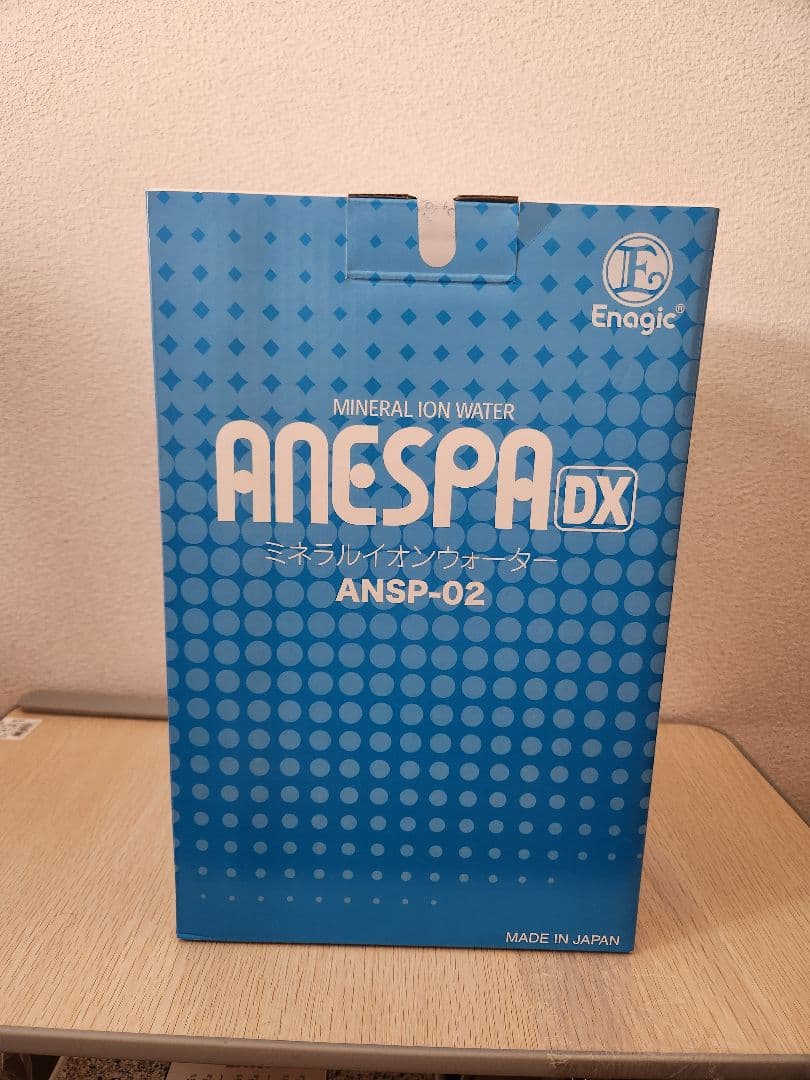 E
Enagic®
MINERAL ION WATER
ANESPA DX
ミネラルイオンウォーター
ANSP-02
MADE IN JAPAN